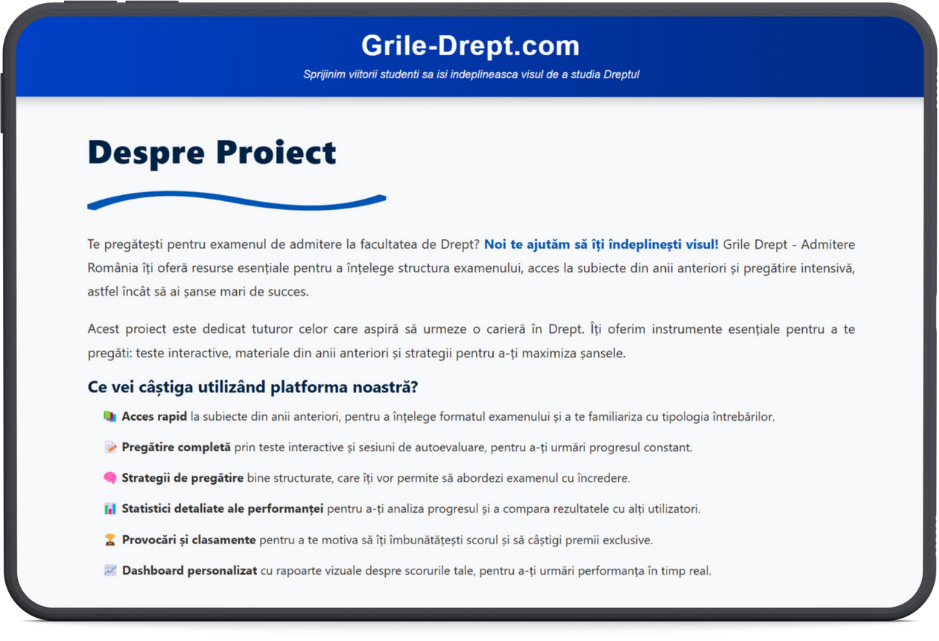 Grile-Drept.com
Sprijinim viitorii studenti sa isi indeplineasca visul de a studia Dreptul
Despre Proiect
Te pregătești pentru examenul de admitere la facultatea de Drept? Noi te ajutăm să îți îndeplinești visul! Grile Drept - Admitere
România îți oferă resurse esențiale pentru a înțelege structura examenului, acces la subiecte din anii anteriori și pregătire intensivă,
astfel încât să ai șanse mari de succes.
Acest proiect este dedicat tuturor celor care aspiră să urmeze o carieră în Drept. Îți oferim instrumente esențiale pentru a te
pregăti: teste interactive, materiale din anii anteriori și strategii pentru a-ți maximiza șansele.
Ce vei câștiga utilizând platforma noastră?
Acces rapid la subiecte din anii anteriori, pentru a înțelege formatul examenului și a te familiariza cu tipologia întrebărilor.
Pregătire completă prin teste interactive și sesiuni de autoevaluare, pentru a-ți urmări progresul constant.
Strategii de pregătire bine structurate, care îți vor permite să abordezi examenul cu încredere.
Statistici detaliate ale performanței pentru a-ți analiza progresul și a compara rezultatele cu alți utilizatori.
Provocări și clasamente pentru a te motiva să îți îmbunătățești scorul și să câștigi premii exclusive.
Dashboard personalizat cu rapoarte vizuale despre scorurile tale, pentru a-ți urmări performanța în timp real.